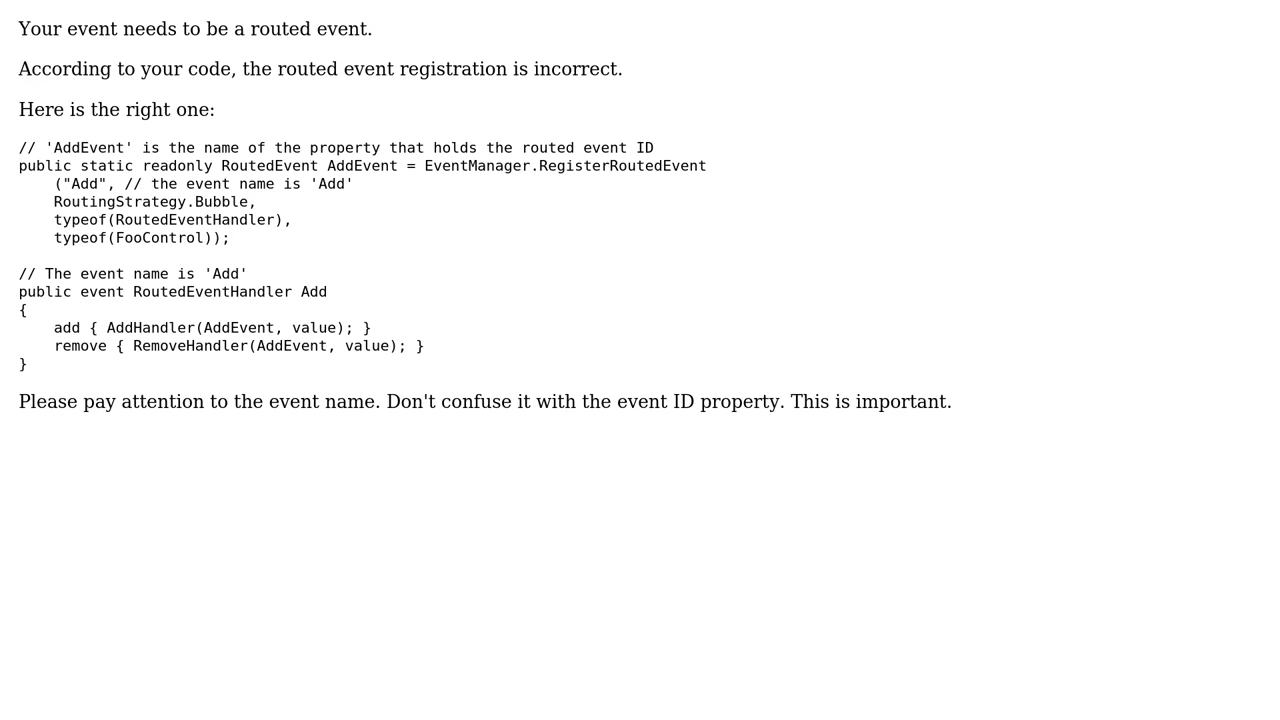 Your event needs to be a routed event.
According to your code, the routed event registration is incorrect.
Here is the right one:
// 'AddEvent' is the name of the property that holds the routed event ID
public static readonly RoutedEvent AddEvent = EventManager.RegisterRoutedEvent
    ("Add", // the event name is 'Add'
    RoutingStrategy.Bubble,
    typeof(RoutedEventHandler),
    typeof(FooControl));
// The event name is 'Add'
public event RoutedEventHandler Add
{
    add { AddHandler(AddEvent, value); }
    remove { RemoveHandler(AddEvent, value); }
}
Please pay attention to the event name. Don't confuse it with the event ID property. This is important.